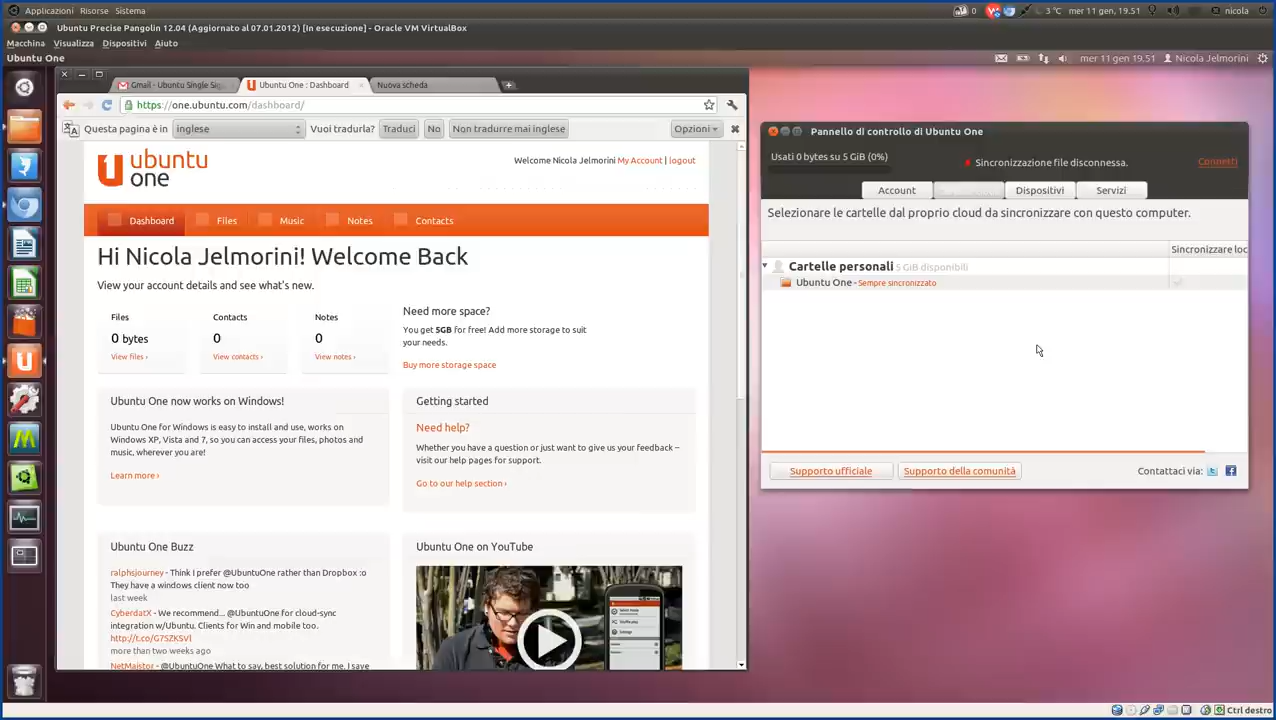 Applicazioni Risorse Sistema
0
3 °C mer 11 gen, 19.51 nicola
Ubuntu Precise Pangolin 12.04 (Aggiornato al 07.01.2012) [In esecuzione] - Oracle VM VirtualBox
Macchina Visualizza Dispositivi Aiuto
Ubuntu One
mer 11 gen 19.51 Nicola Jelmorini
Gmail - Ubuntu Single Sig
Ubuntu One : Dashboard
Nuova scheda
https://one.ubuntu.com/dashboard/
Questa pagina è in inglese Vuoi tradurla? Traduci No Non tradurre mai inglese Opzioni
ubuntu
one
Welcome Nicola Jelmorini My Account | logout
Dashboard Files Music Notes Contacts
Hi Nicola Jelmorini! Welcome Back
View your account details and see what's new.
Files
0 bytes
View files ›
Contacts
0
View contacts ›
Notes
0
View notes ›
Need more space?
You get 5GB for free! Add more storage to suit
your needs.
Buy more storage space
Ubuntu One now works on Windows!
Ubuntu One for Windows is easy to install and use, works on
Windows XP, Vista and 7, so you can access your files, photos and
music, wherever you are!
Learn more ›
Getting started
Need help?
Whether you have a question or just want to give us your feedback –
visit our help pages for support.
Go to our help section ›
Ubuntu One Buzz
ralphsjourney - Think I prefer @UbuntuOne rather than Dropbox :o
They have a windows client now too
last week
CyberdatX - We recommend... @UbuntuOne for cloud-sync
integration w/Ubuntu. Clients for Win and mobile too.
http://t.co/G7SZKSVl
more than two weeks ago
NetMajstor - @UbuntuOne What to say, best solution for me. I save
Ubuntu One on YouTube
Pannello di controllo di Ubuntu One
Usati 0 bytes su 5 GiB (0%)
Sincronizzazione file disconnessa.
Connetti
Account
Dispositivi
Servizi
Selezionare le cartelle dal proprio cloud da sincronizzare con questo computer.
Sincronizzare loc
Cartelle personali 5 GiB disponibili
Ubuntu One - Sempre sincronizzato
Supporto ufficiale
Supporto della comunità
Contattaci via:
Ctrl destro